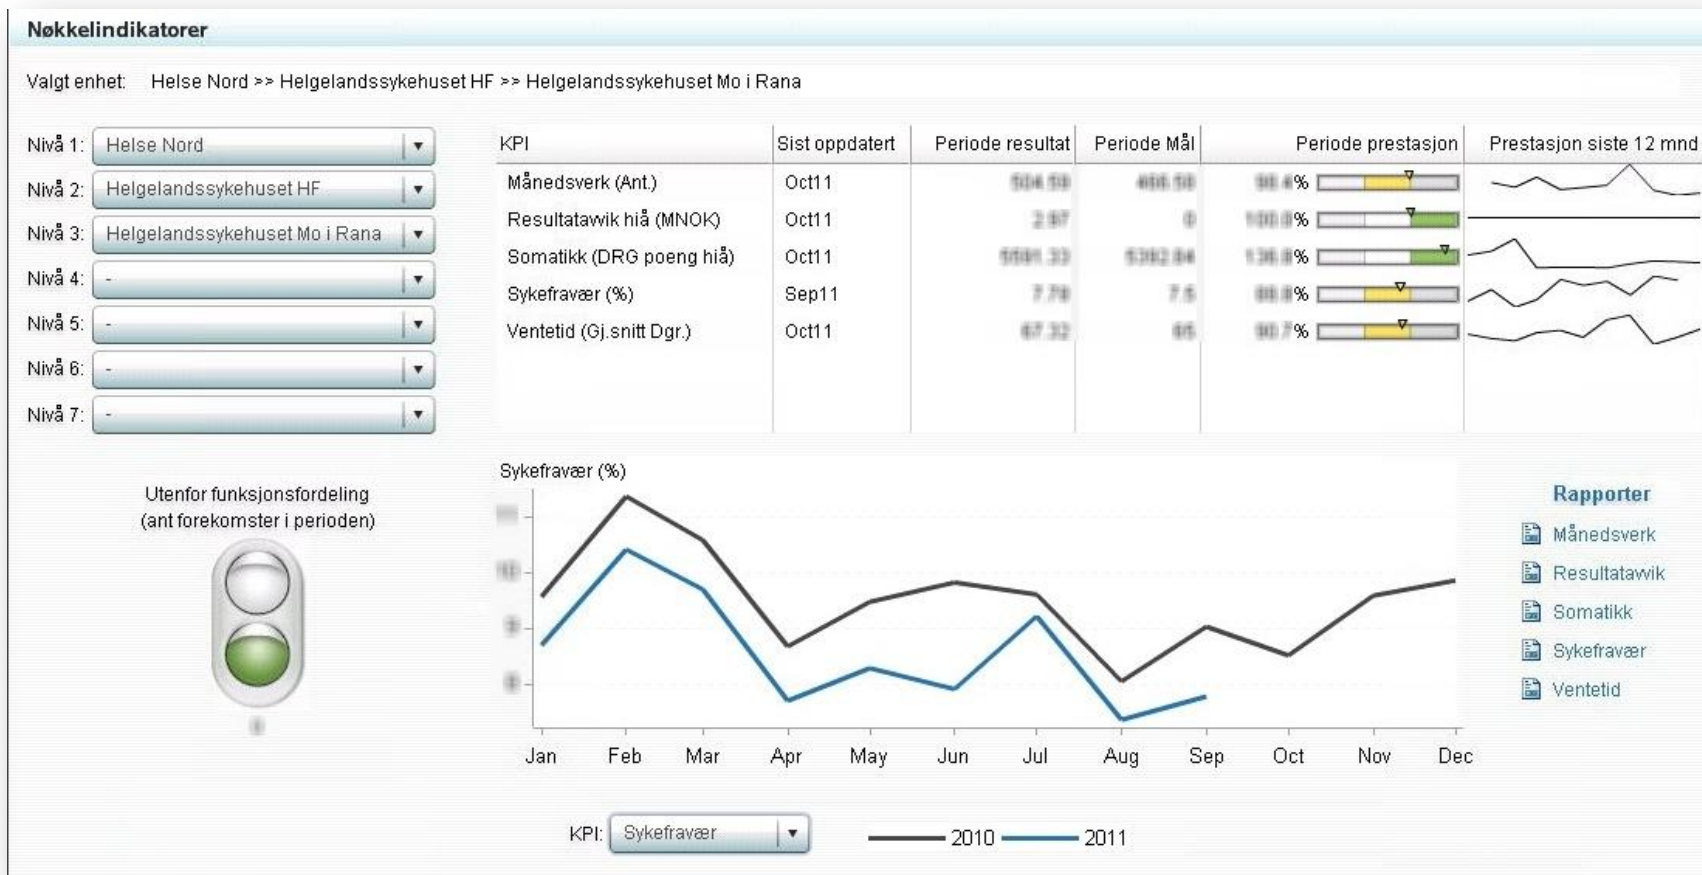 Nøkkelindikatorer
Valgt enhet: Helse Nord >> Helgelandssykehuset HF >> Helgelandssykehuset Mo i Rana
Nivå 1: Helse Nord
Nivå 2: Helgelandssykehuset HF
Nivå 3: Helgelandssykehuset Mo i Rana
Nivå 4: -
Nivå 5: -
Nivå 6: -
Nivå 7: -
KPI Sist oppdatert Periode resultat Periode Mål Periode prestasjon Prestasjon siste 12 mnd
Månedsverk (Ant.) Oct11 %
Resultatavvik hiå (MNOK) Oct11 %
Somatikk (DRG poeng hiå) Oct11 %
Sykefravær (%) Sep11 %
Ventetid (Gj.snitt Dgr.) Oct11 %
Utenfor funksjonsfordeling
(ant forekomster i perioden)
Sykefravær (%)
Jan Feb Mar Apr May Jun Jul Aug Sep Oct Nov Dec
KPI: Sykefravær
2010 2011
Rapporter
Månedsverk
Resultatavvik
Somatikk
Sykefravær
Ventetid